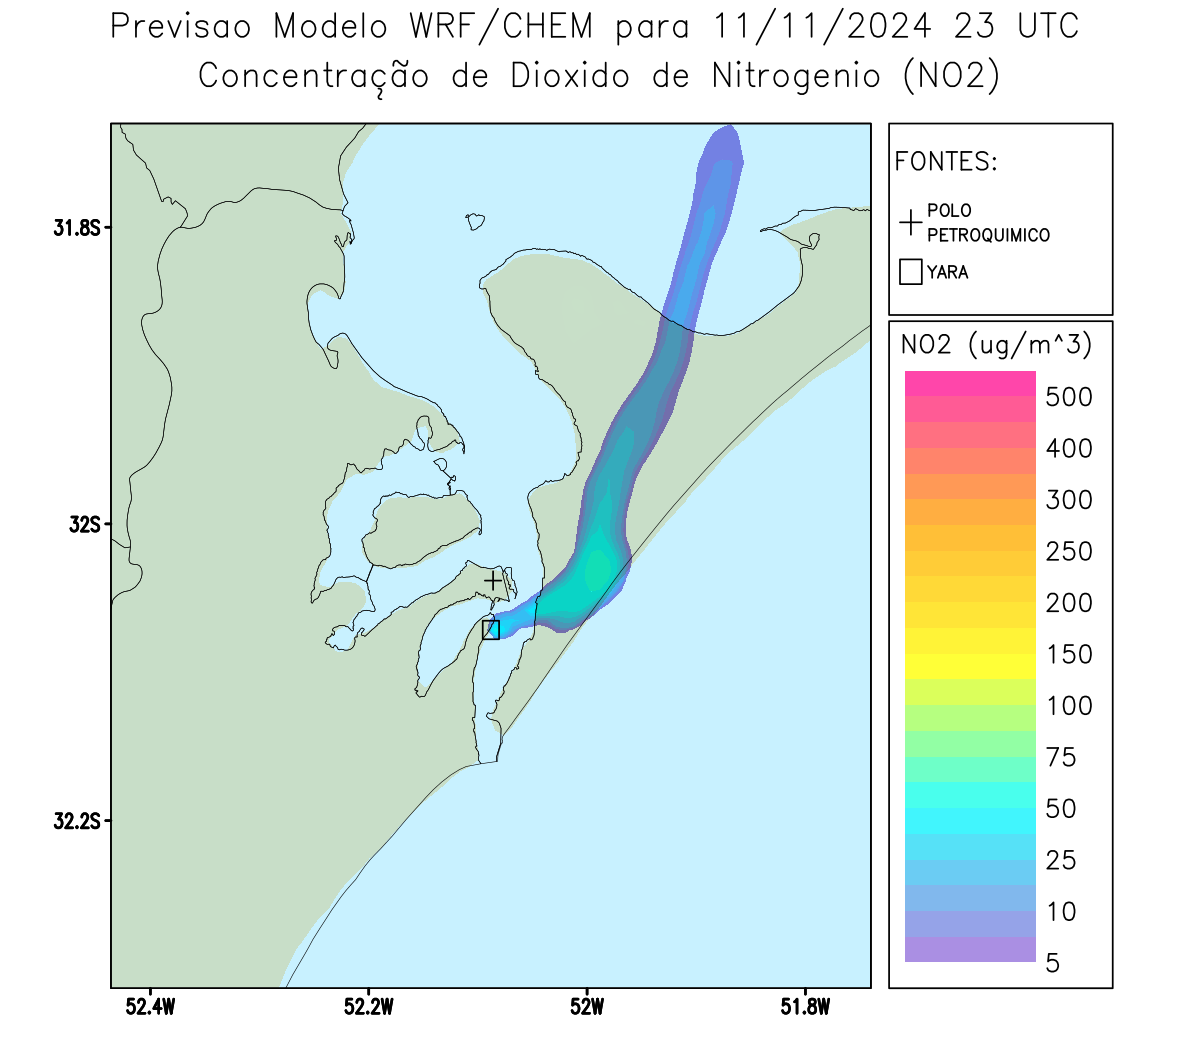 Previsao Modelo WRF/CHEM para 11/11/2024 23 UTC
Concentração de Dioxido de Nitrogenio (NO2)
FONTES:
POLO
PETROQUIMICO
YARA
NO2 (ug/m^3)
500
400
300
250
200
150
100
75
50
25
10
5
31.8S
32S
32.2S
52.4W
52.2W
52W
51.8W